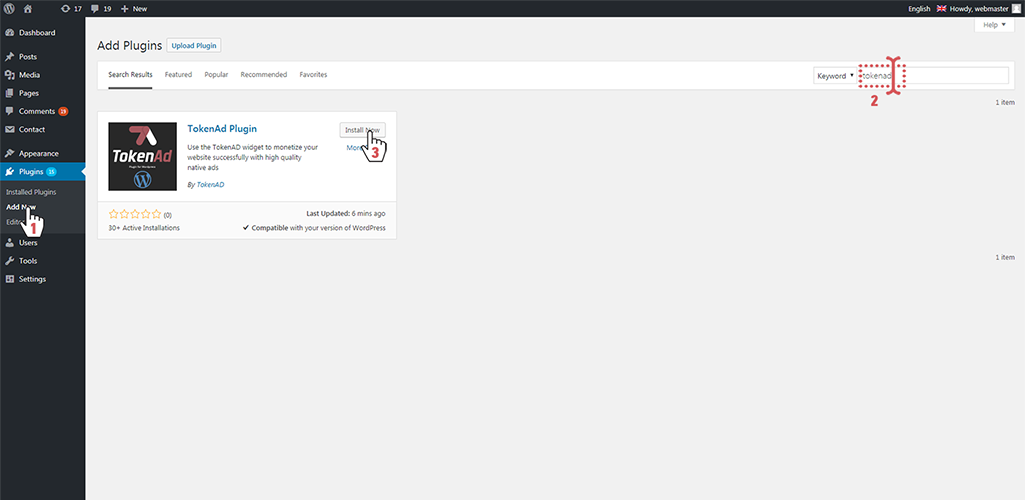 17 19 New English Howdy, webmaster
Help
Dashboard
Posts
Media
Pages
Comments 19
Contact
Appearance
Plugins 15
Installed Plugins
Add New
1
Users
Tools
Settings
Add Plugins Upload Plugin
Search Results Featured Popular Recommended Favorites Keyword tokenad
2
1 item
TokenAd
Plugin for Wordpress
TokenAd Plugin
Install Now
3
Use the TokenAD widget to monetize your
website successfully with high quality
native ads
By TokenAD
(0) Last Updated: 6 mins ago
30+ Active Installations Compatible with your version of WordPress
1 item